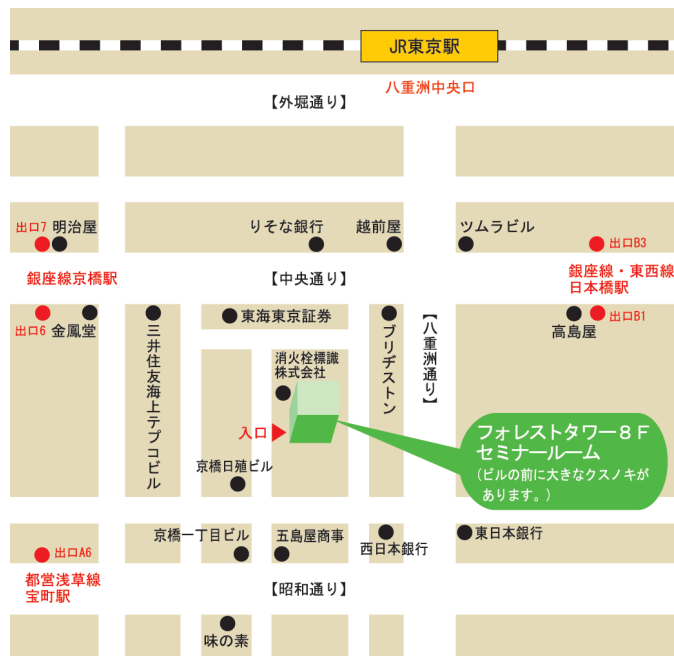 JR東京駅
八重洲中央口
【外堀通り】
出口7
明治屋
りそな銀行
越前屋
ツムラビル
出口B3
銀座線京橋駅
【中央通り】
銀座線・東西線
日本橋駅
出口6
金鳳堂
三井住友海上テプコビル
東海東京証券
ブリヂストン
【八重洲通り】
高島屋
出口B1
消火栓標識
株式会社
入口
フォレストタワー８Ｆ
セミナールーム
(ビルの前に大きなクスノキが
あります。)
京橋日殖ビル
京橋一丁目ビル
五島屋商事
西日本銀行
東日本銀行
出口A6
都営浅草線
宝町駅
【昭和通り】
味の素